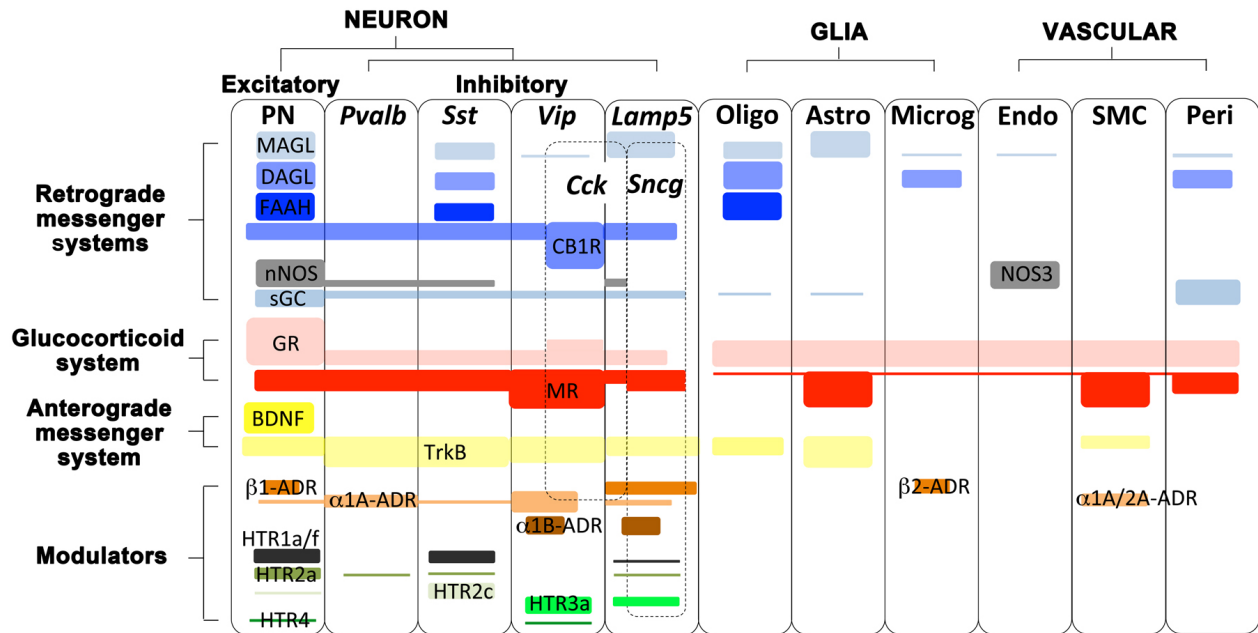 NEURON
GLIA
VASCULAR
Excitatory
Inhibitory
PN
Pvalb
Sst
Vip
Lamp5
Oligo
Astro
Microg
Endo
SMC
Peri
Retrograde
messenger
systems
MAGL
DAGL
FAAH
Cck
Sncg
CB1R
nNOS
NOS3
sGC
Glucocorticoid
system
GR
MR
Anterograde
messenger
system
BDNF
TrkB
Modulators
β1-ADR
α1A-ADR
β2-ADR
α1A/2A-ADR
α1B-ADR
HTR1a/f
HTR2a
HTR2c
HTR3a
HTR4